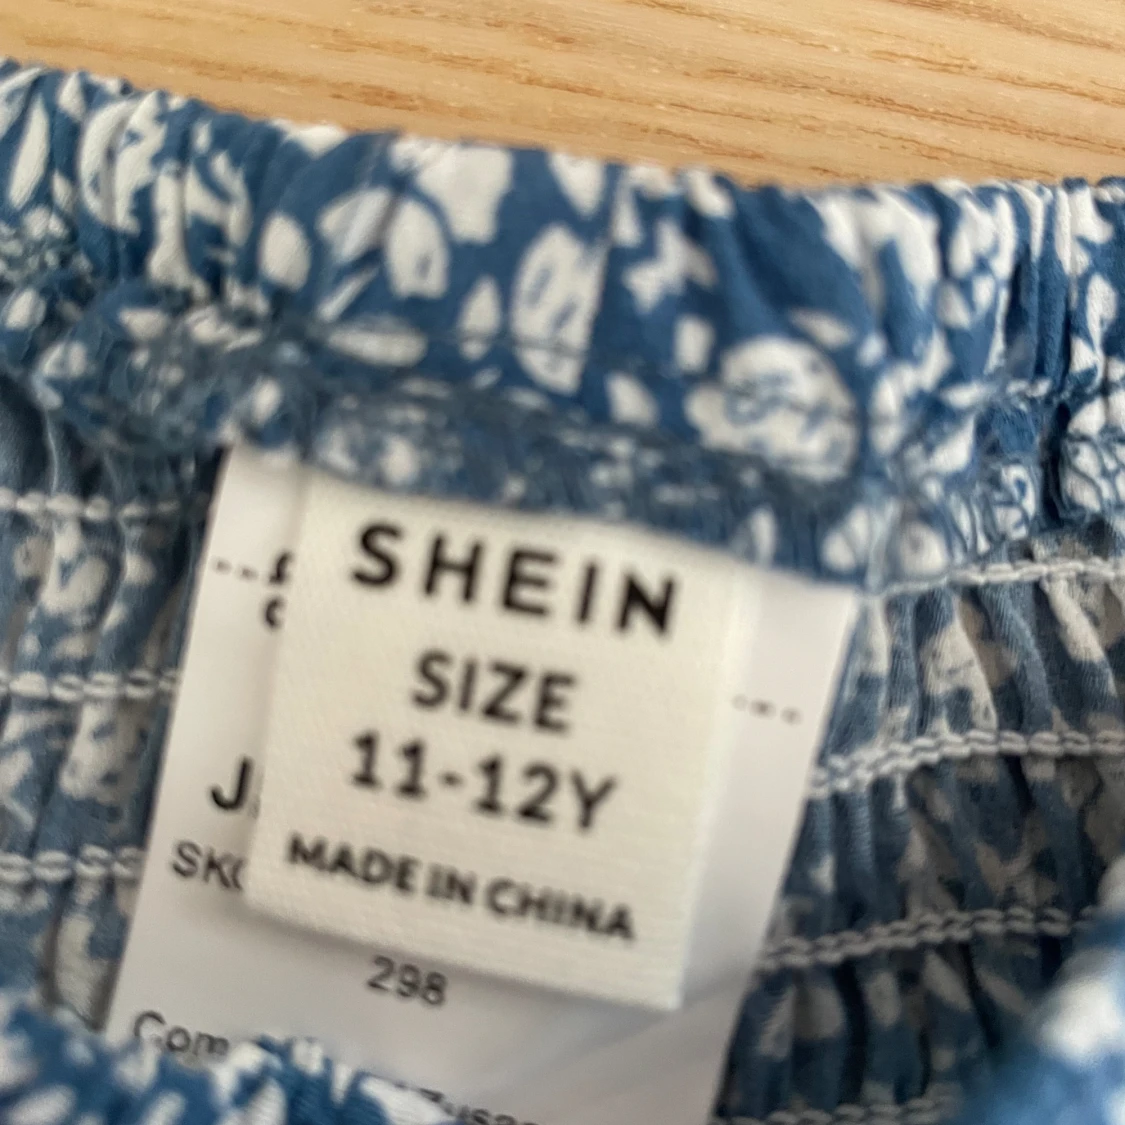 SHEIN
SIZE
11-12Y
MADE IN CHINA
298